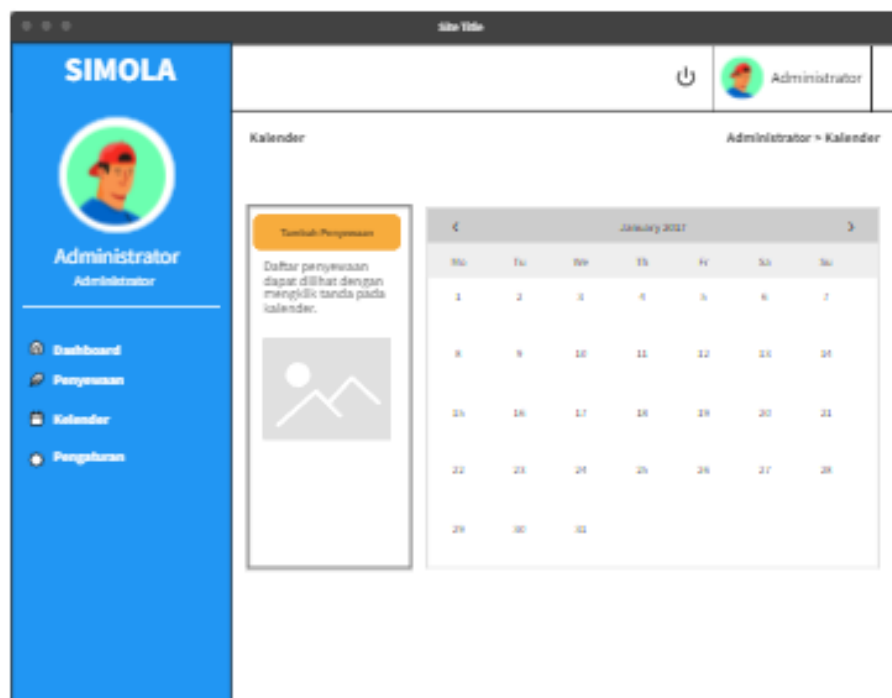 Site Title
SIMOLA
Administrator
Kalender
Administrator > Kalender
Administrator
Administrator
Dashboard
Penyewaan
Kalender
Pengaturan
Tambah Penyewaan
Daftar penyewaan
dapat dilihat dengan
mengklik tanda pada
kalender.
January 2017
Mo Tu We Th Fr Sa Su
1 2 3 4 5 6 7
8 9 10 11 12 13 14
15 16 17 18 19 20 21
22 23 24 25 26 27 28
29 30 31